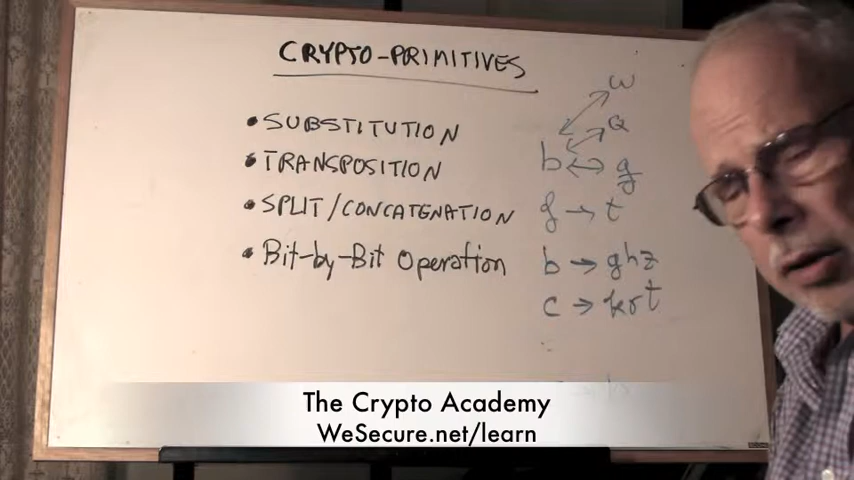 CRYPTO-PRIMITIVES
• SUBSTITUTION
• TRANSPOSITION
• SPLIT/CONCATENATION
• Bit-by-Bit Operation
w
a
b ↔ g
g → t
b → ghz
c → krt
The Crypto Academy
WeSecure.net/learn